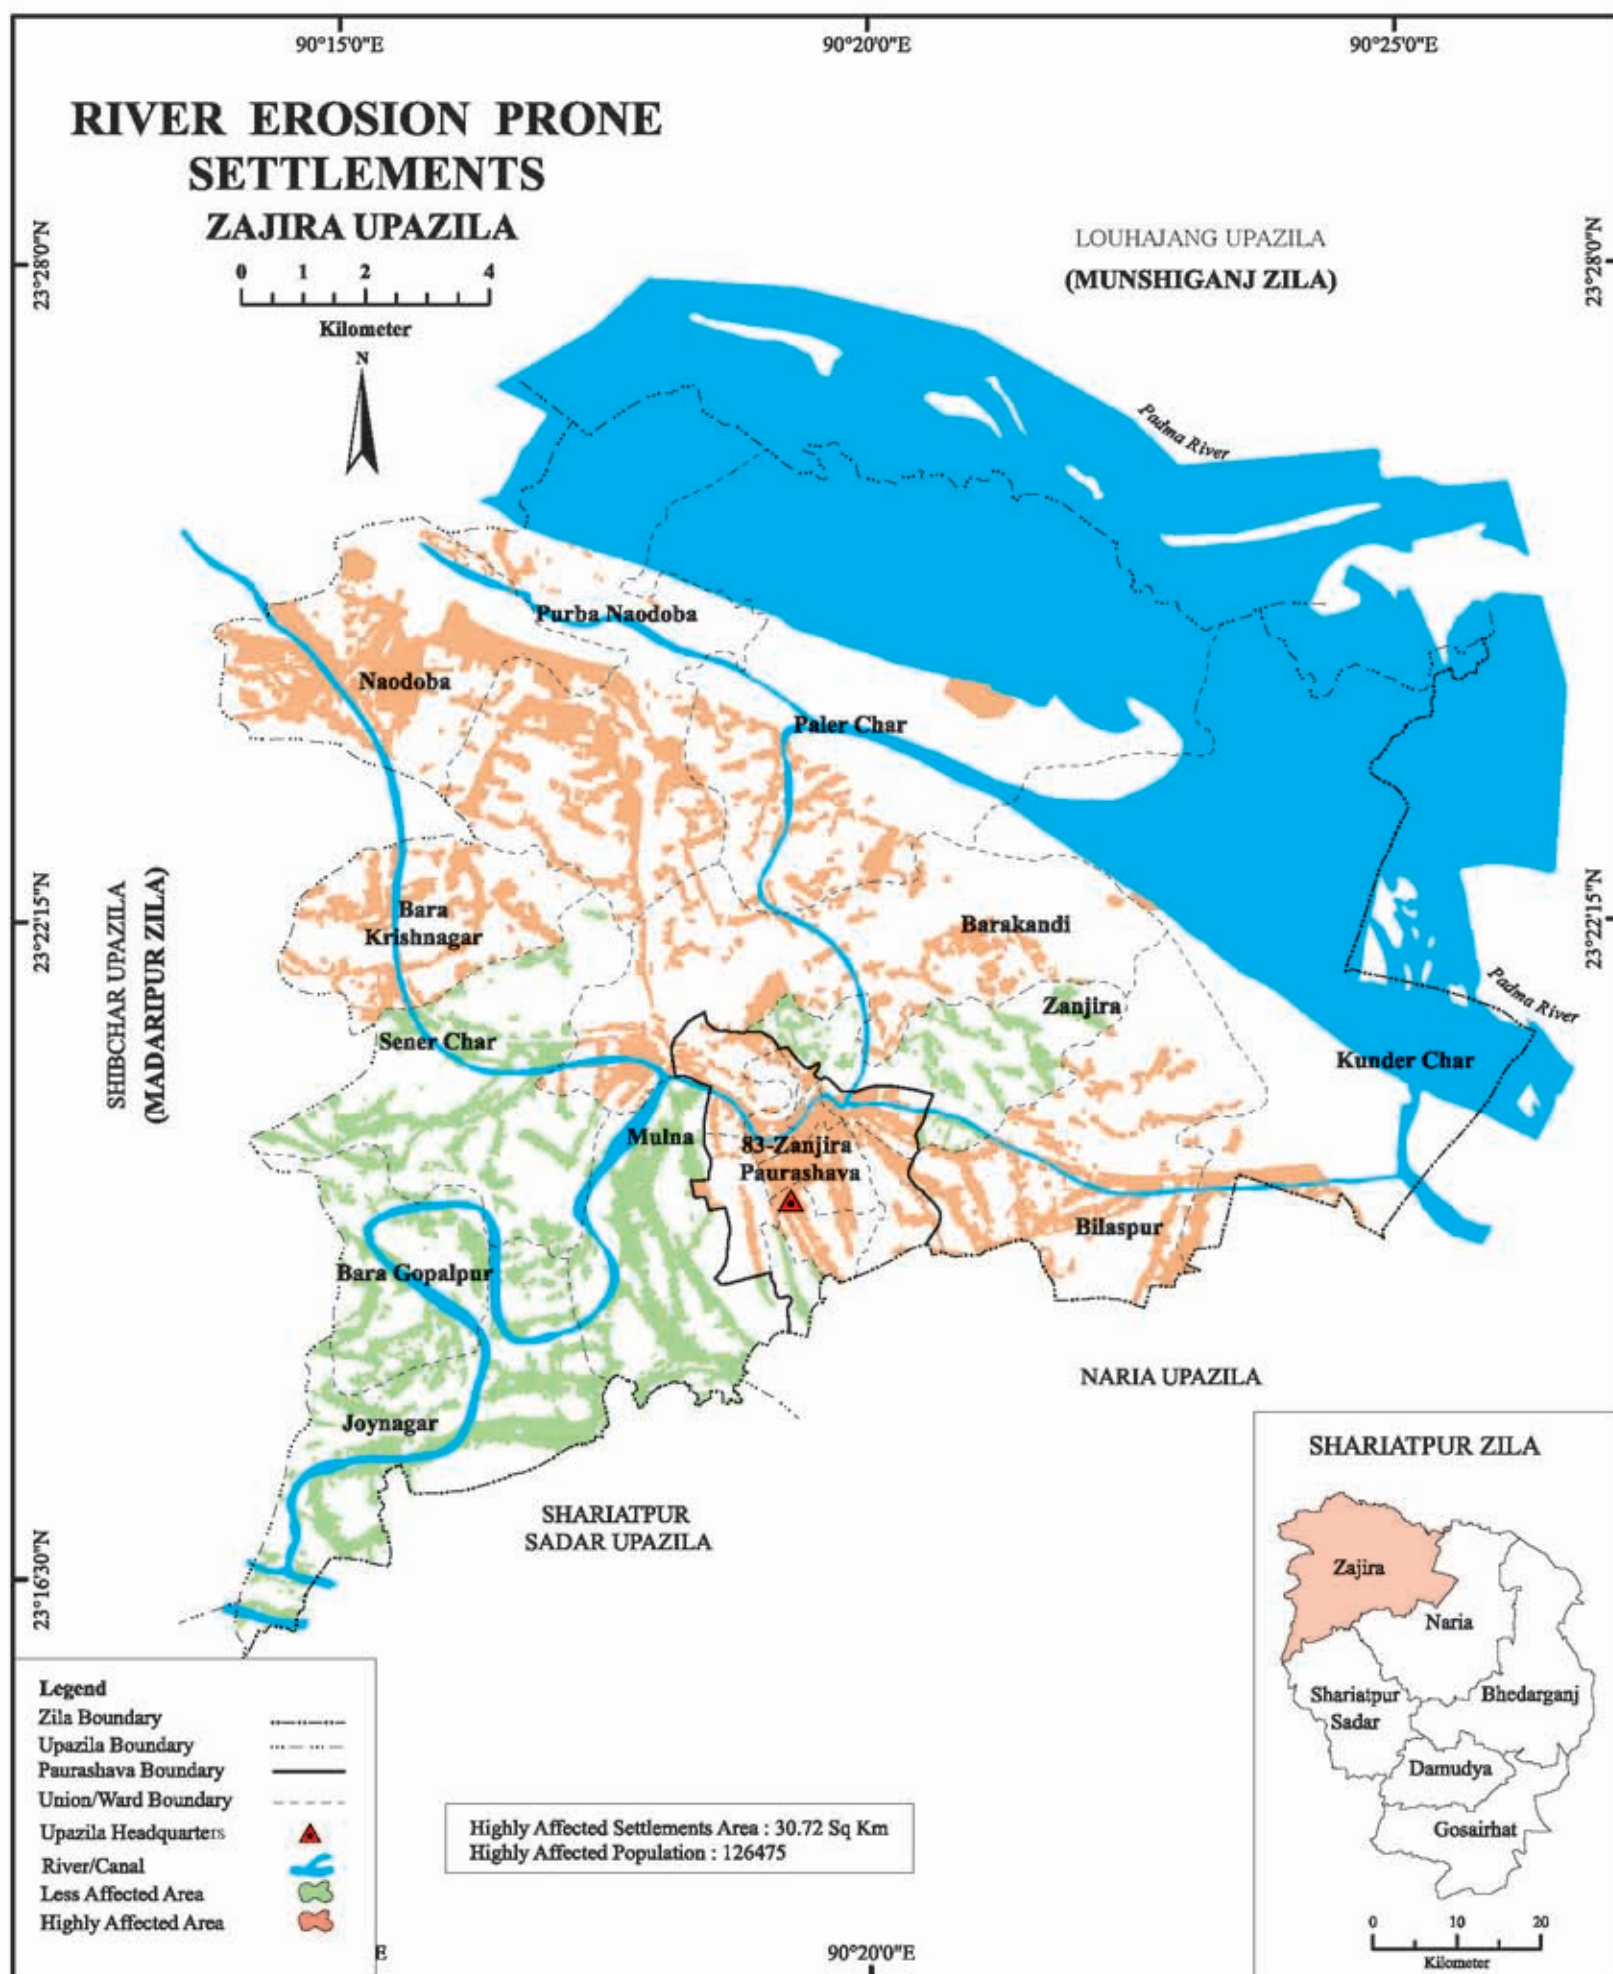 90°15'0"E
90°20'0"E
90°25'0"E
RIVER EROSION PRONE
SETTLEMENTS
ZAJIRA UPAZILA
0 1 2 4
Kilometer
N
23°28'0"N
23°28'0"N
LOUHAJANG UPAZILA
(MUNSHIGANJ ZILA)
Padma River
Purba Naodoba
Naodoba
Paler Char
Bara
Krishnagar
Barakandi
Zanjira
Sener Char
Kunder Char
Padma River
23°22'15"N
23°22'15"N
SHIBCHAR UPAZILA
(MADARIPUR ZILA)
Mulna
83-Zanjira
Paurashava
Bilaspur
Bara Gopalpur
Joynagar
NARIA UPAZILA
SHARIATPUR
SADAR UPAZILA
23°16'30"N
SHARIATPUR ZILA
Zajira
Naria
Shariatpur
Sadar
Bhedarganj
Damudya
Gosairhat
0 10 20
Kilometer
Legend
Zila Boundary
Upazila Boundary
Paurashava Boundary
Union/Ward Boundary
Upazila Headquarters
River/Canal
Less Affected Area
Highly Affected Area
Highly Affected Settlements Area : 30.72 Sq Km
Highly Affected Population : 126475
E
90°20'0"E